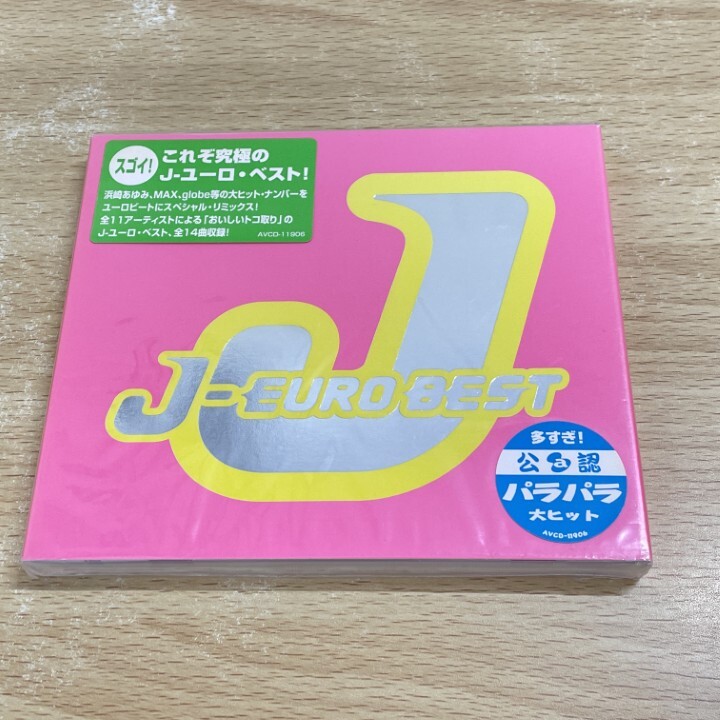 スゴイ!
これぞ究極の
J-ユーロ・ベスト!
浜崎あゆみ、MAX、globe等の大ヒット・ナンバーを
ユーロビートにスペシャル・リミックス!
全11アーティストによる「おいしいトコ取り」の
J-ユーロ・ベスト、全14曲収録!
AVCD-11906
J-EURO BEST
多すぎ!
公a認
パラパラ
大ヒット
AVCD-11906